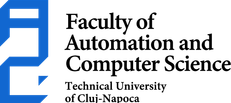 Faculty of
Automation and
Computer Science
Technical University
of Cluj-Napoca